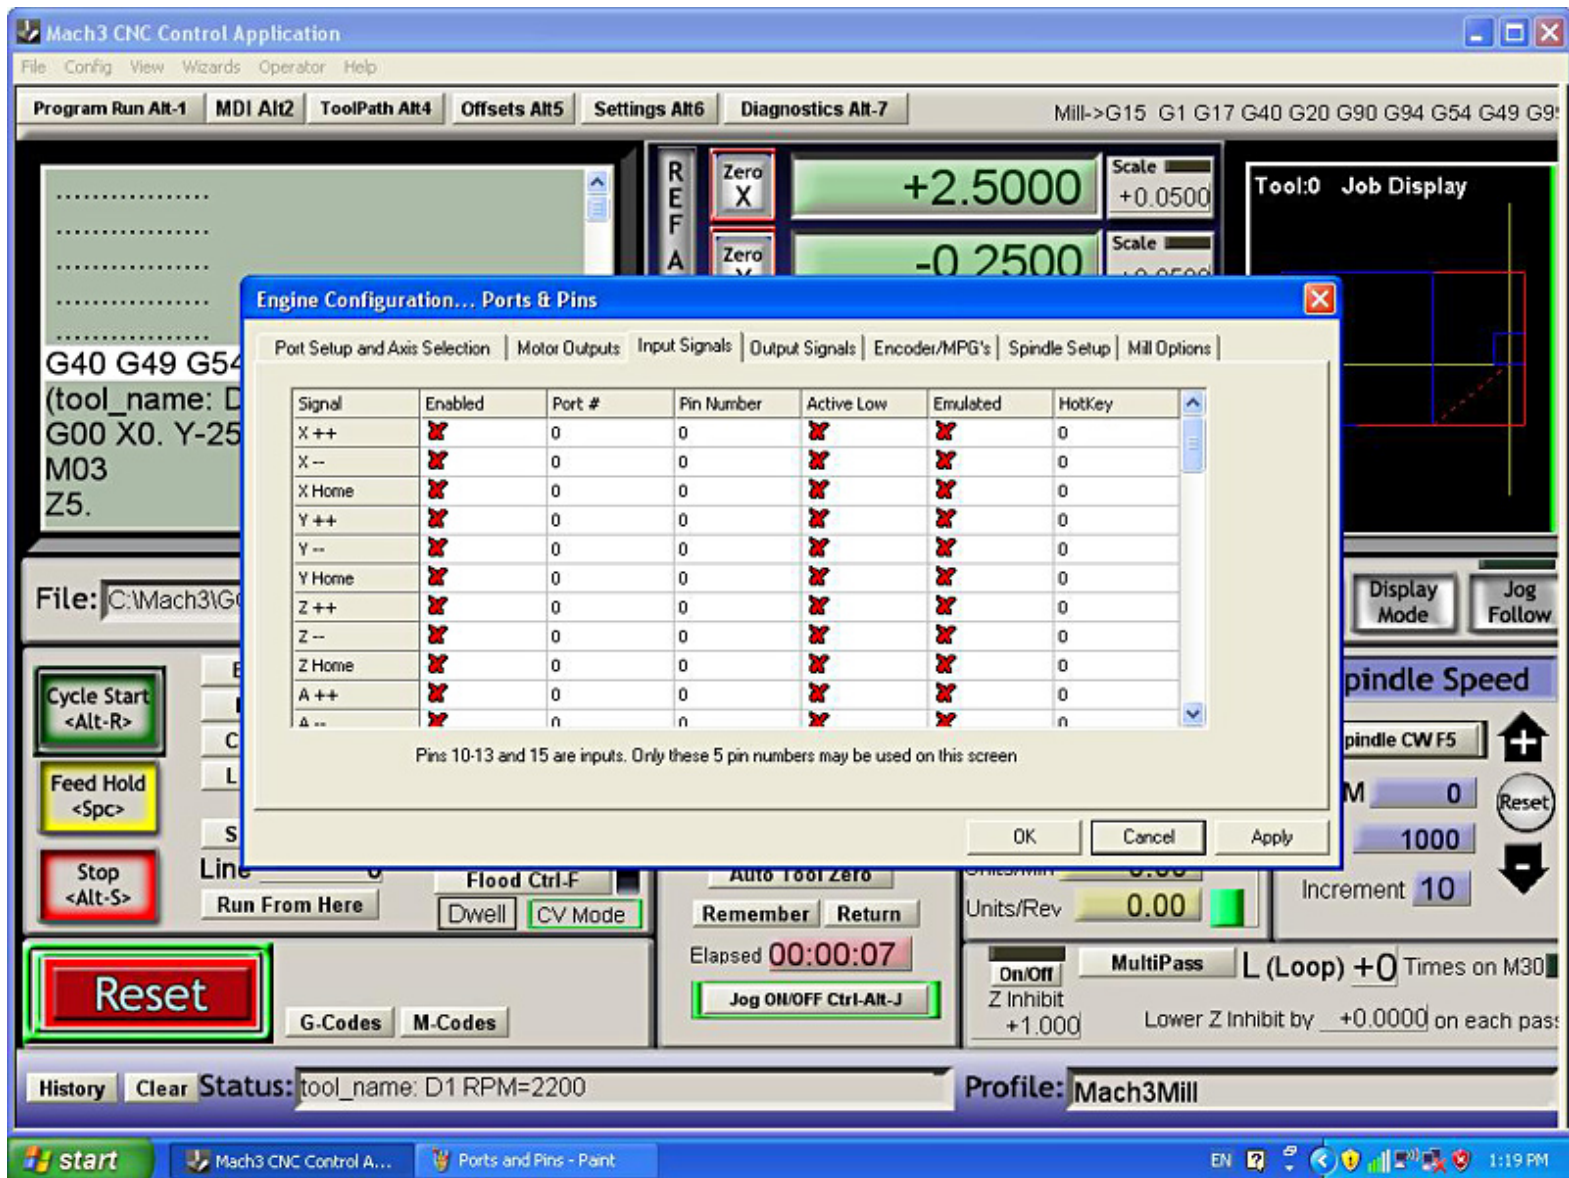 Mach3 CNC Control Application
File Config View Wizards Operator Help
Program Run Alt-1 MDI Alt2 ToolPath Alt4 Offsets Alt5 Settings Alt6 Diagnostics Alt-7 Mill->G15 G1 G17 G40 G20 G90 G94 G54 G49 G9
REF A
Zero X +2.5000 Scale +0.0500
Zero -0.2500 Scale
Tool:0 Job Display
.................
.................
.................
.................
.................
G40 G49 G54
(tool_name: D
G00 X0. Y-25
M03
Z5.
Engine Configuration... Ports & Pins
Port Setup and Axis Selection Motor Outputs Input Signals Output Signals Encoder/MPG's Spindle Setup Mill Options
Signal Enabled Port # Pin Number Active Low Emulated HotKey
X ++ 0 0 0
X -- 0 0 0
X Home 0 0 0
Y ++ 0 0 0
Y -- 0 0 0
Y Home 0 0 0
Z ++ 0 0 0
Z -- 0 0 0
Z Home 0 0 0
A ++ 0 0 0
A -- 0 0 0
Pins 10-13 and 15 are inputs. Only these 5 pin numbers may be used on this screen
OK Cancel Apply
File: C:\Mach3\G
Display Mode Jog Follow
Cycle Start <Alt-R>
Feed Hold <Spc>
Stop <Alt-S>
pindle Speed
pindle CW F5
M 0 Reset
1000
Increment 10
Line 0
Run From Here
Flood Ctrl-F
Dwell CV Mode
Auto Tool Zero
Remember Return
Elapsed 00:00:07
Jog ON/OFF Ctrl-Alt-J
Units/Min 0.00
Units/Rev 0.00
Reset
G-Codes M-Codes
On/Off MultiPass L (Loop) +0 Times on M30
Z Inhibit
+1.000 Lower Z Inhibit by +0.0000 on each pas
History Clear Status: tool_name: D1 RPM=2200 Profile: Mach3Mill
start Mach3 CNC Control A... Ports and Pins - Paint EN 1:19 PM